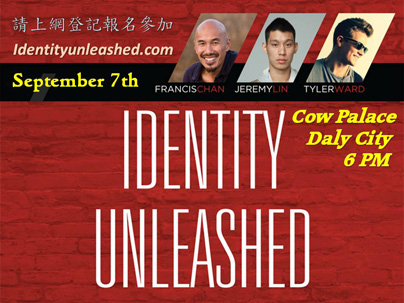 請上網登記報名參加
Identityunleashed.com
September 7th
FRANCISCHAN JEREMYLIN TYLERWARD
Cow Palace
Daly City
6 PM
IDENTITY
UNLEASHED